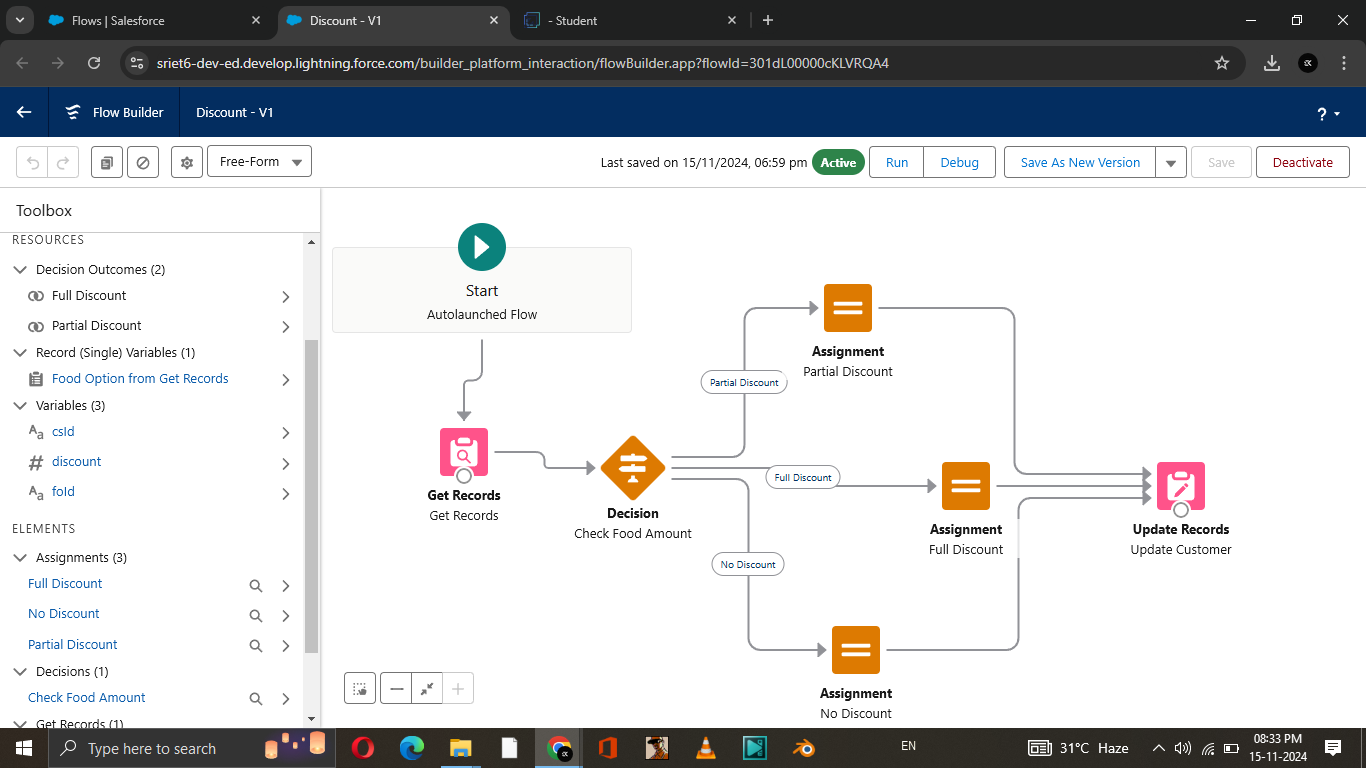 Flows | Salesforce
Discount - V1
- Student
sriet6-dev-ed.develop.lightning.force.com/builder_platform_interaction/flowBuilder.app?flowId=301dL00000cKLVRQA4
Flow Builder
Discount - V1
?
Free-Form
Last saved on 15/11/2024, 06:59 pm
Active
Run
Debug
Save As New Version
Save
Deactivate
Toolbox
RESOURCES
Decision Outcomes (2)
Full Discount
Partial Discount
Record (Single) Variables (1)
Food Option from Get Records
Variables (3)
csId
discount
foId
ELEMENTS
Assignments (3)
Full Discount
No Discount
Partial Discount
Decisions (1)
Check Food Amount
Get Records (1)
Start
Autolaunched Flow
Get Records
Get Records
Decision
Check Food Amount
Partial Discount
Full Discount
No Discount
Assignment
Partial Discount
Assignment
Full Discount
Assignment
No Discount
Update Records
Update Customer
Type here to search
EN
31°C Haze
08:33 PM
15-11-2024